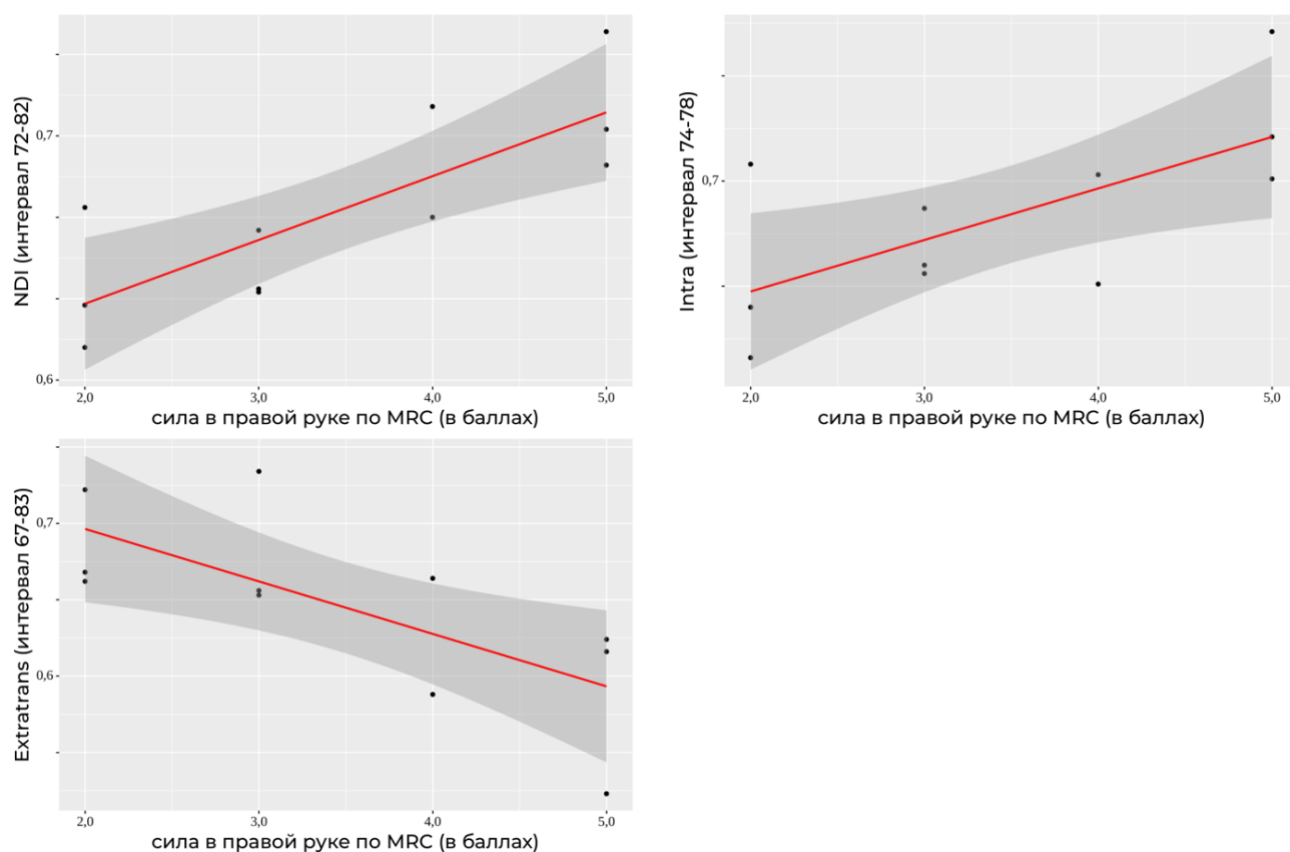 NDI (интервал 72-82)
0,7
0,6
2,0 3,0 4,0 5,0
сила в правой руке по MRC (в баллах)
Intra (интервал 74-78)
0,7
2,0 3,0 4,0 5,0
сила в правой руке по MRC (в баллах)
Extratrans (интервал 67-83)
0,7
0,6
2,0 3,0 4,0 5,0
сила в правой руке по MRC (в баллах)